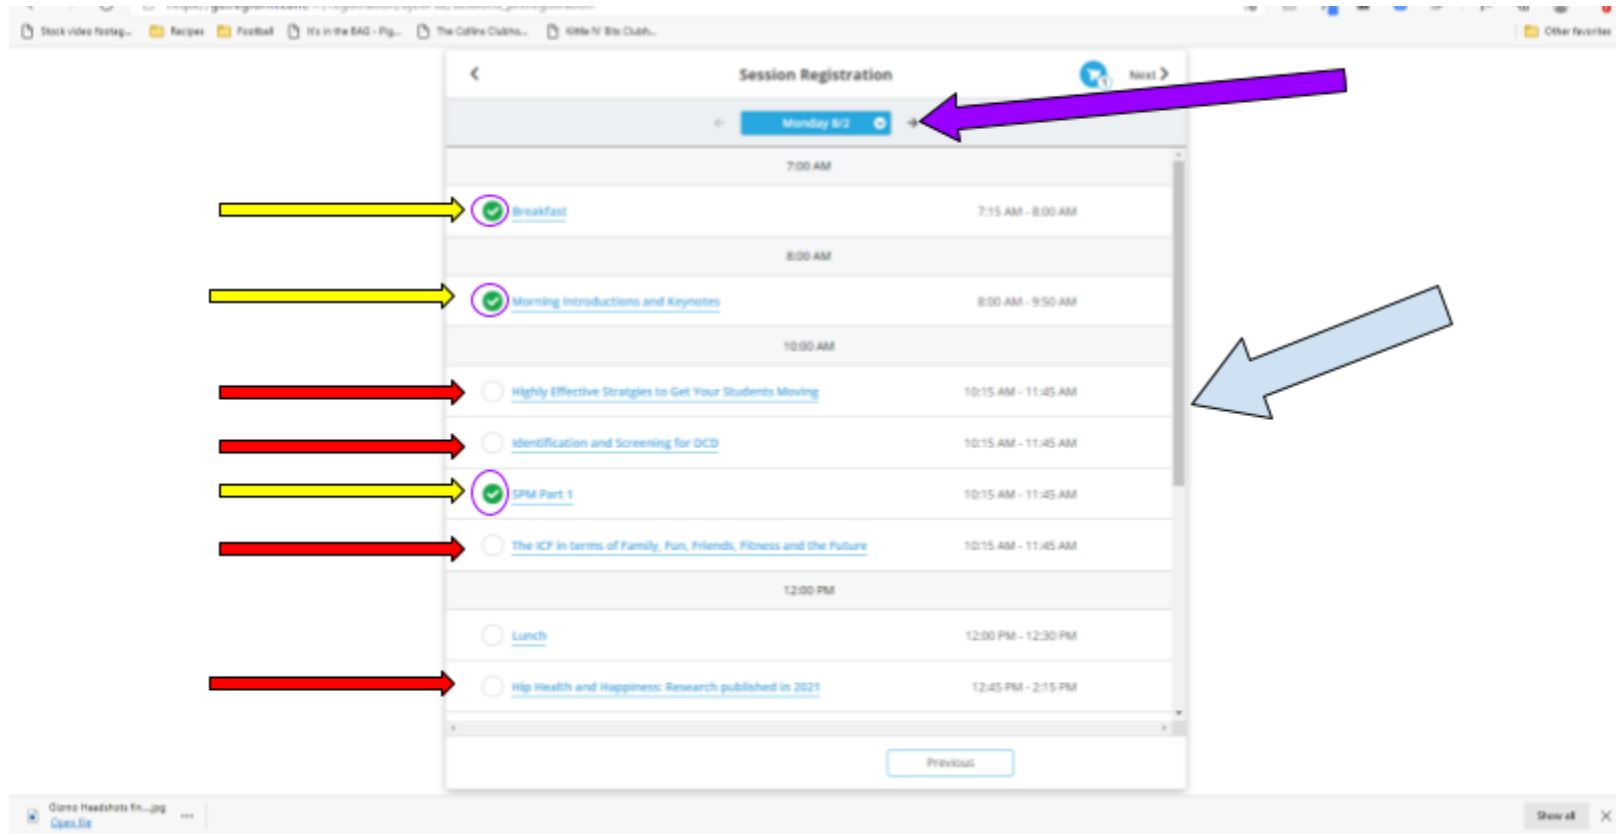 Stock video footag...
Recipes
Football
It's in the BAG - Pig...
The Collins Clubho...
Kittle N' Bits Clubh...
Other favorites
Session Registration
1
Next
Monday 8/2
7:00 AM
Breakfast 7:15 AM - 8:00 AM
8:00 AM
Morning Introductions and Keynotes 8:00 AM - 9:50 AM
10:00 AM
Highly Effective Stratgies to Get Your Students Moving 10:15 AM - 11:45 AM
Identification and Screening for DCD 10:15 AM - 11:45 AM
SPM Part 1 10:15 AM - 11:45 AM
The ICF in terms of Family, Fun, Friends, Fitness and the Future 10:15 AM - 11:45 AM
12:00 PM
Lunch 12:00 PM - 12:30 PM
Hip Health and Happiness: Research published in 2021 12:45 PM - 2:15 PM
Previous
Gizmo Headshots fin....jpg
Open file
...
Show all